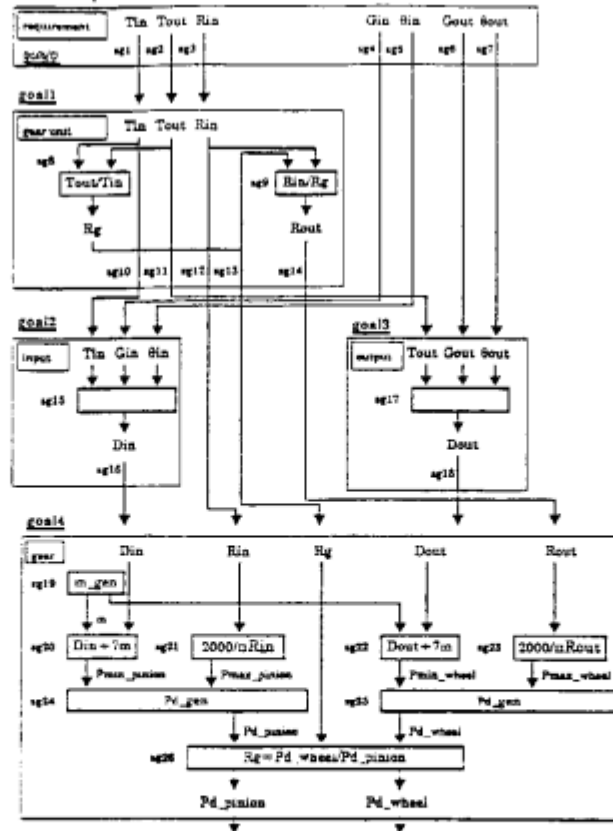 requirement Tin Tout Rin Gin θin Gout θout
sg1 sg2 sg3 sg4 sg5 sg6 sg7
goal1
gear unit Tin Tout Rin
sg8 Tout/Tin sg9 Rin/Rg
Rg Rout
sg10 sg11 sg12 sg13 sg14
goal2 goal3
input Tin Gin θin output Tout Gout θout
sg15 sg17
Din Dout
sg16 sg18
goal4
gear Din Rin Rg Dout Rout
sg19 m_gen
m
sg20 Din+7m sg21 2000/πRin sg22 Dout+7m sg23 2000/πRout
Pmin_pinion Pmax_pinion Pmin_wheel Pmax_wheel
sg24 Pd_gen sg25 Pd_gen
Pd_pinion Pd_wheel
sg26 Rg=Pd_wheel/Pd_pinion
Pd_pinion Pd_wheel